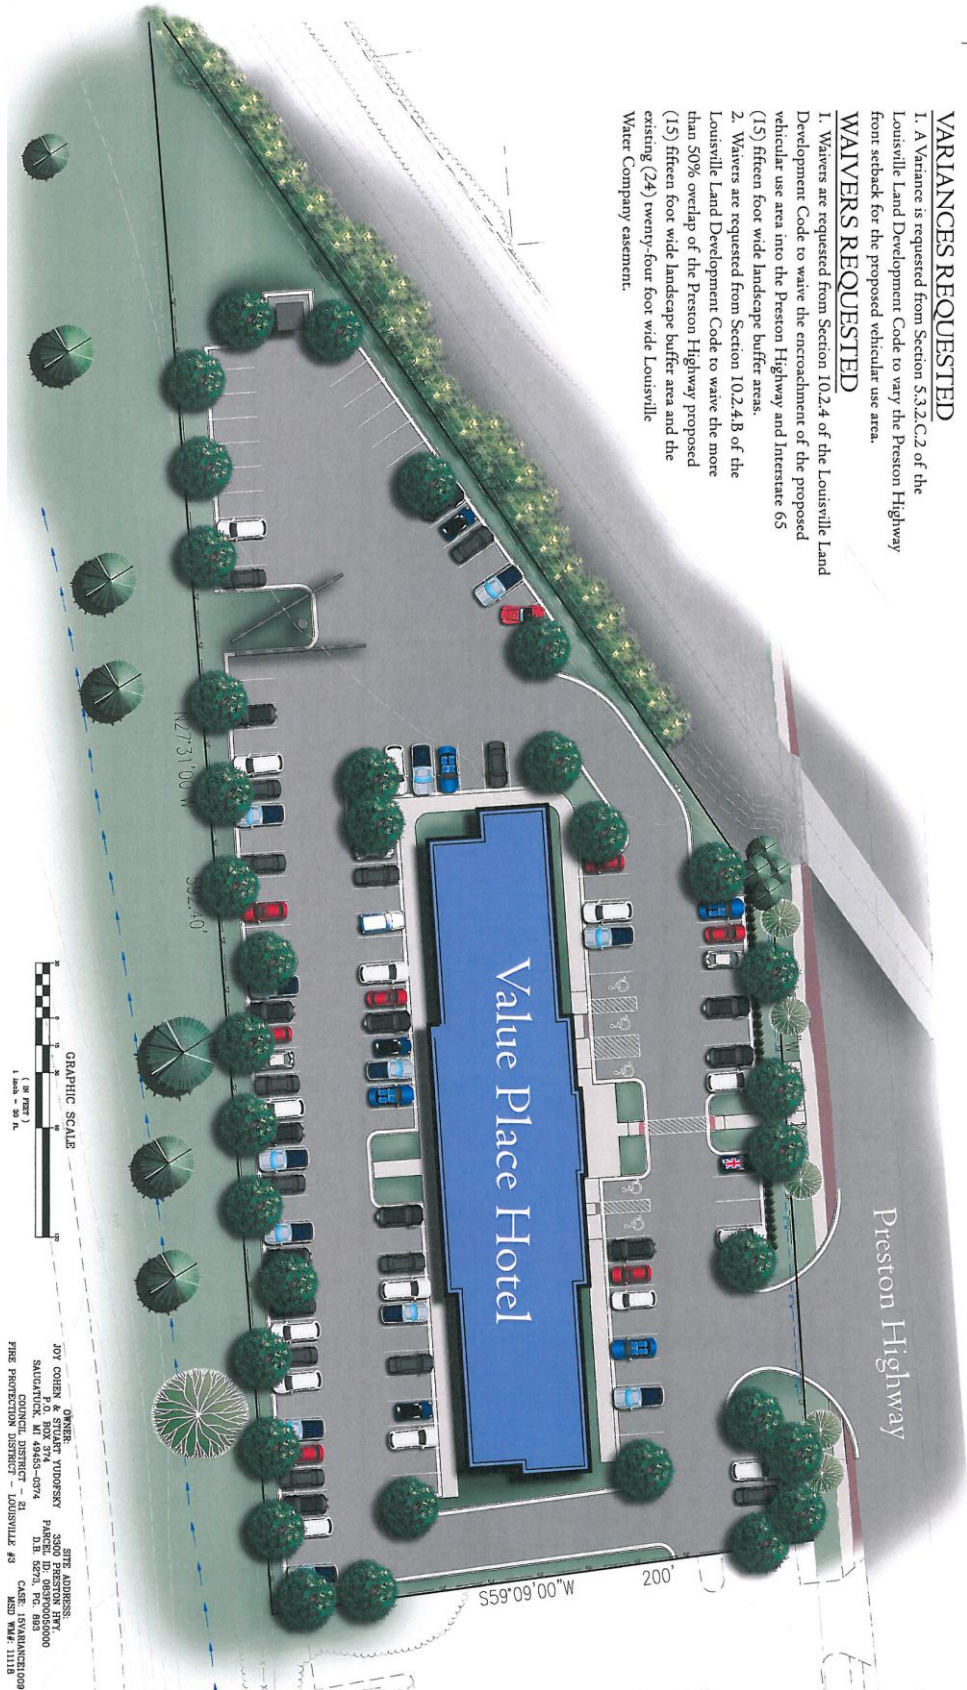 VARIANCES REQUESTED
1. A Variance is requested from Section 5.3.2.C.2 of the
Louisville Land Development Code to vary the Preston Highway
front setback for the proposed vehicular use area.
WAIVERS REQUESTED
1. Waivers are requested from Section 10.2.4 of the Louisville Land
Development Code to waive the encroachment of the proposed
vehicular use area into the Preston Highway and Interstate 65
(15) fifteen foot wide landscape buffer areas.
2. Waivers are requested from Section 10.2.4.B of the
Louisville Land Development Code to waive the more
than 50% overlap of the Preston Highway proposed
(15) fifteen foot wide landscape buffer area and the
existing (24) twenty-four foot wide Louisville
Water Company easement.
Preston Highway
Value Place Hotel
N27°31'00"W
S59°09'00"W
200'
GRAPHIC SCALE
( IN FEET )
1 inch = 30 ft.
OWNER:
JOY COHEN & STUART YUDOFSKY
P.O. BOX 374
SAUGATUCK, MI 49453-0374
SITE ADDRESS:
3300 PRESTON HWY.
PARCEL ID: 083F00050000
D.B. 5273, PG. 693
COUNCIL DISTRICT - 21
FIRE PROTECTION DISTRICT - LOUISVILLE #3
CASE: 15VARIANCE1009
MSD WM#: 11118